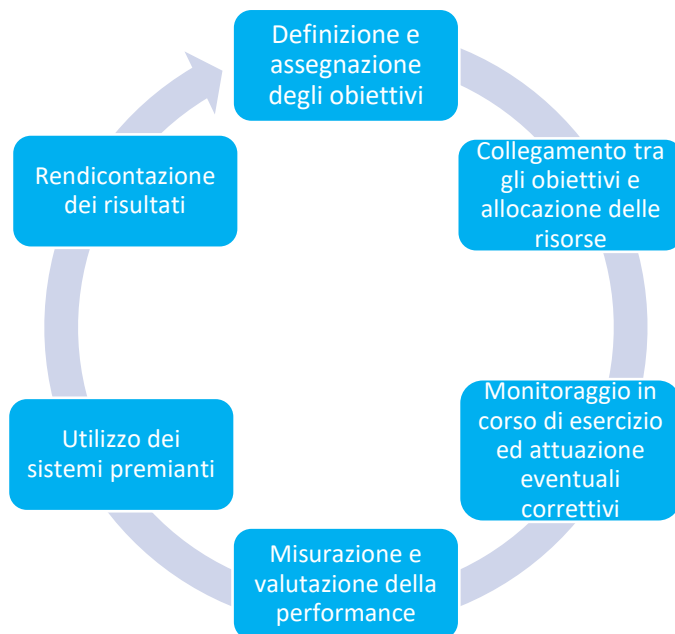 Definizione e
assegnazione
degli obiettivi
Collegamento tra
gli obiettivi e
allocazione delle
risorse
Monitoraggio in
corso di esercizio
ed attuazione
eventuali
correttivi
Misurazione e
valutazione della
performance
Utilizzo dei
sistemi premianti
Rendicontazione
dei risultati